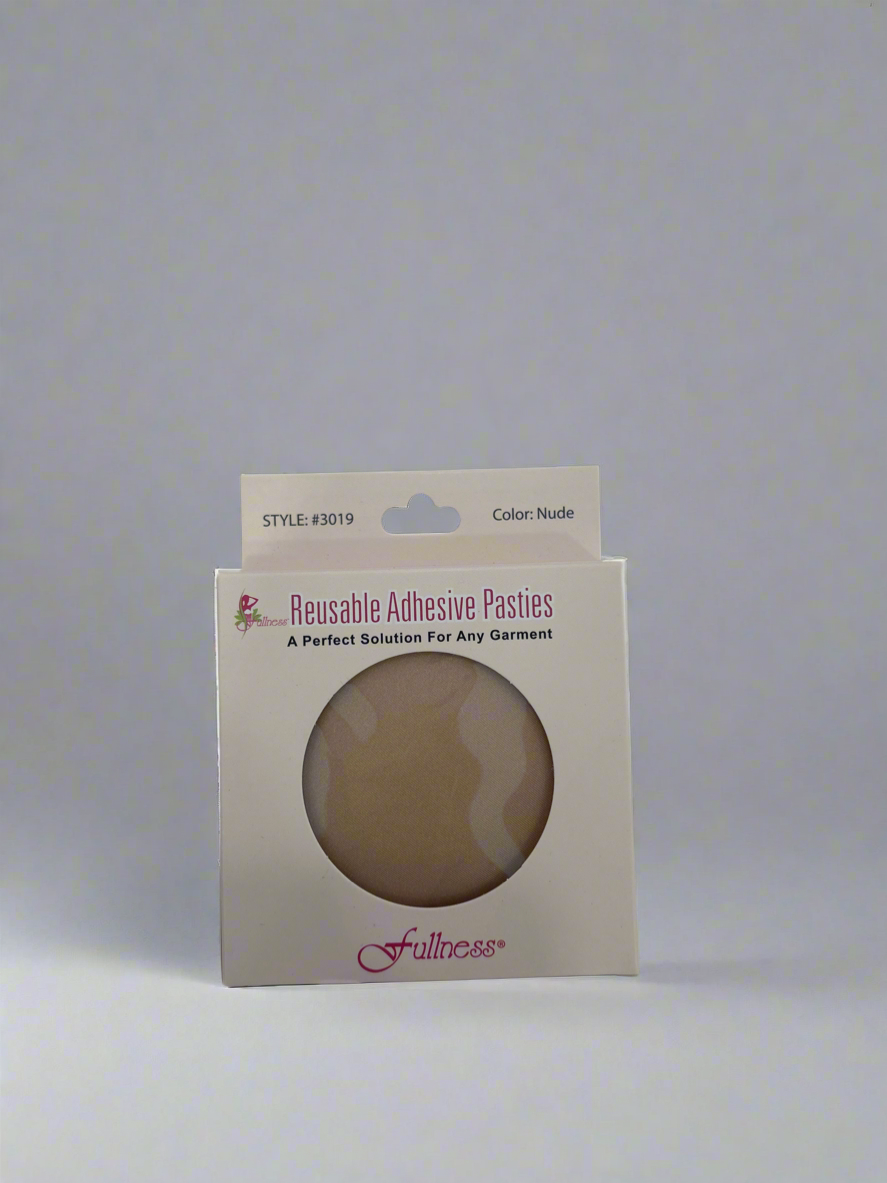 STYLE: #3019
Color: Nude
Fullness
Reusable Adhesive Pasties
A Perfect Solution For Any Garment
Fullness®